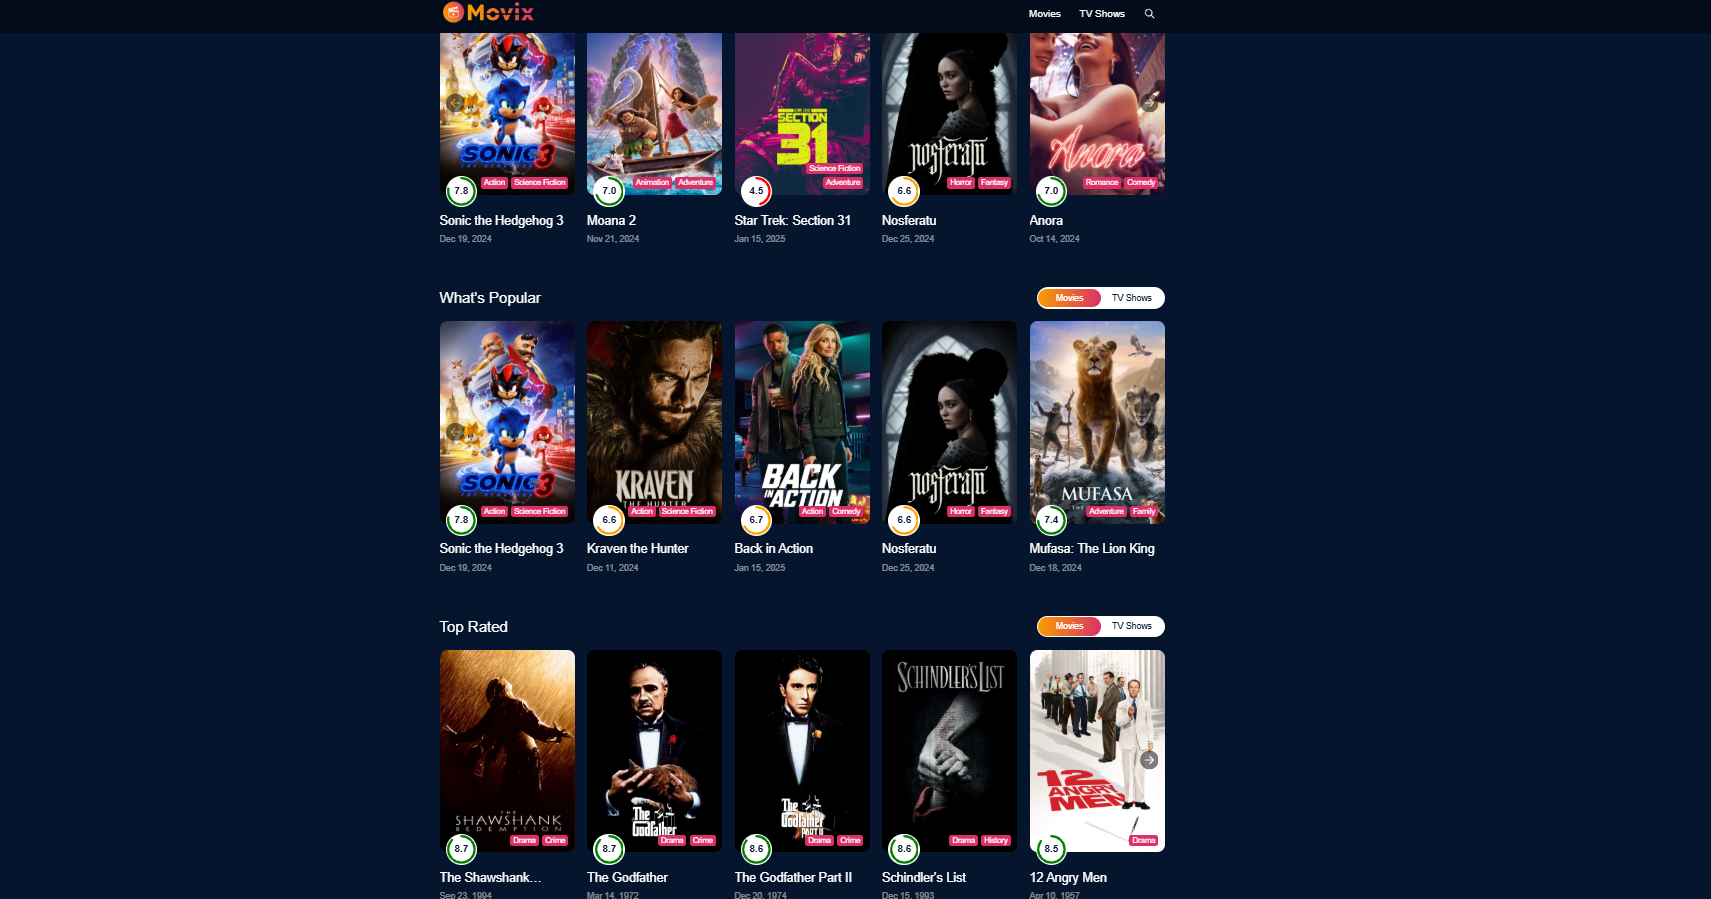 Movix
Movies TV Shows
SONIC 3
2
STAR TREK
SECTION
31
nosferatu
Anora
Science Fiction
7.8 Action Science Fiction
7.0 Animation Adventure
4.5 Adventure
6.6 Horror Fantasy
7.0 Romance Comedy
Sonic the Hedgehog 3 Moana 2 Star Trek: Section 31 Nosferatu Anora
Dec 19, 2024 Nov 21, 2024 Jan 15, 2025 Dec 25, 2024 Oct 14, 2024
What's Popular Movies TV Shows
SONIC 3
KRAVEN
THE HUNTER
BACK
IN ACTION
nosferatu
MUFASA
7.8 Action Science Fiction
6.6 Action Science Fiction
6.7 Action Comedy
6.6 Horror Fantasy
7.4 Adventure Family
Sonic the Hedgehog 3 Kraven the Hunter Back in Action Nosferatu Mufasa: The Lion King
Dec 19, 2024 Dec 11, 2024 Jan 15, 2025 Dec 25, 2024 Dec 18, 2024
Top Rated Movies TV Shows
THE
SHAWSHANK
REDEMPTION
The
Godfather
The
Godfather
PART II
SCHINDLER'S LIST
12
ANGRY
MEN
8.7 Drama Crime
8.7 Drama Crime
8.6 Drama Crime
8.6 Drama History
8.5 Drama
The Shawshank... The Godfather The Godfather Part II Schindler's List 12 Angry Men
Sep 23, 1994 Mar 14, 1972 Dec 20, 1974 Dec 15, 1993 Apr 10, 1957